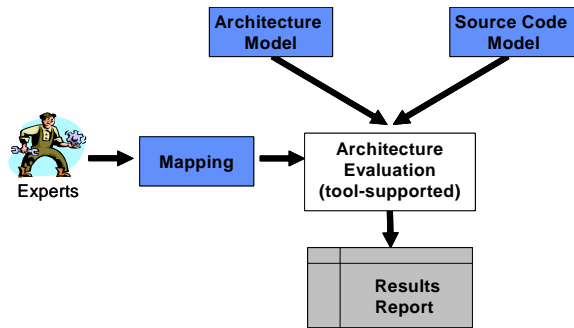 Architecture
Model
Source Code
Model
Experts
Mapping
Architecture
Evaluation
(tool-supported)
Results
Report